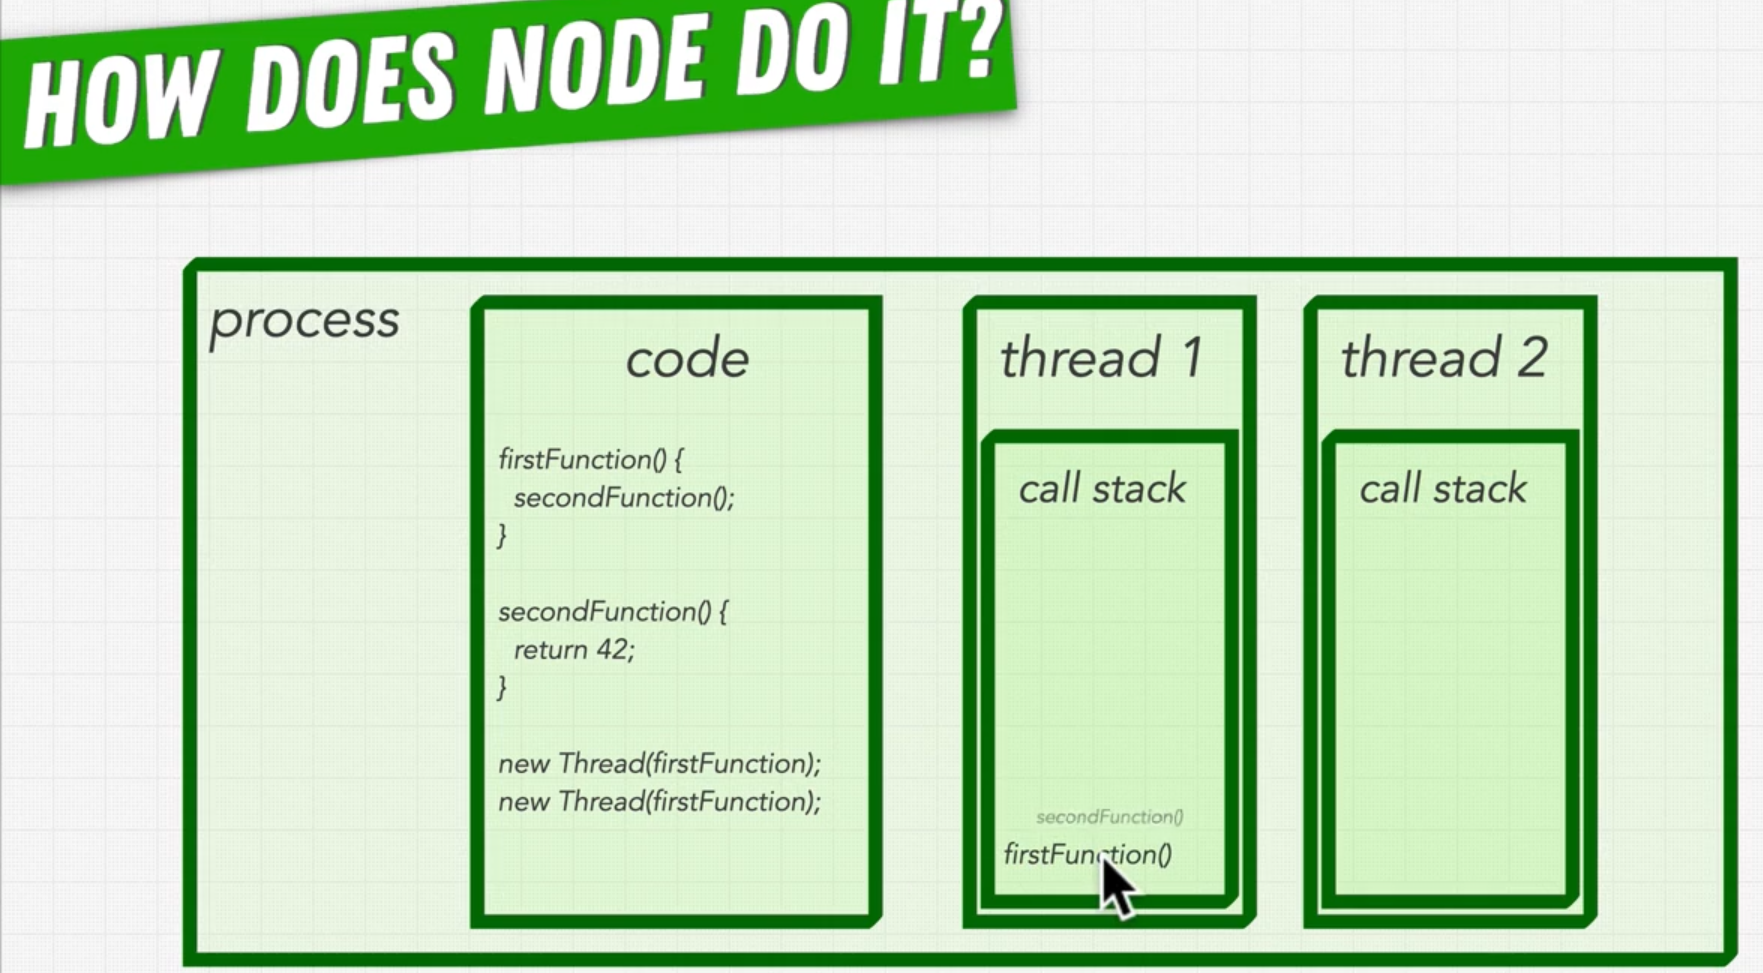 HOW DOES NODE DO IT?
process
code
firstFunction() {
secondFunction();
}
secondFunction() {
return 42;
}
new Thread(firstFunction);
new Thread(firstFunction);
thread 1
call stack
secondFunction()
firstFunction()
thread 2
call stack